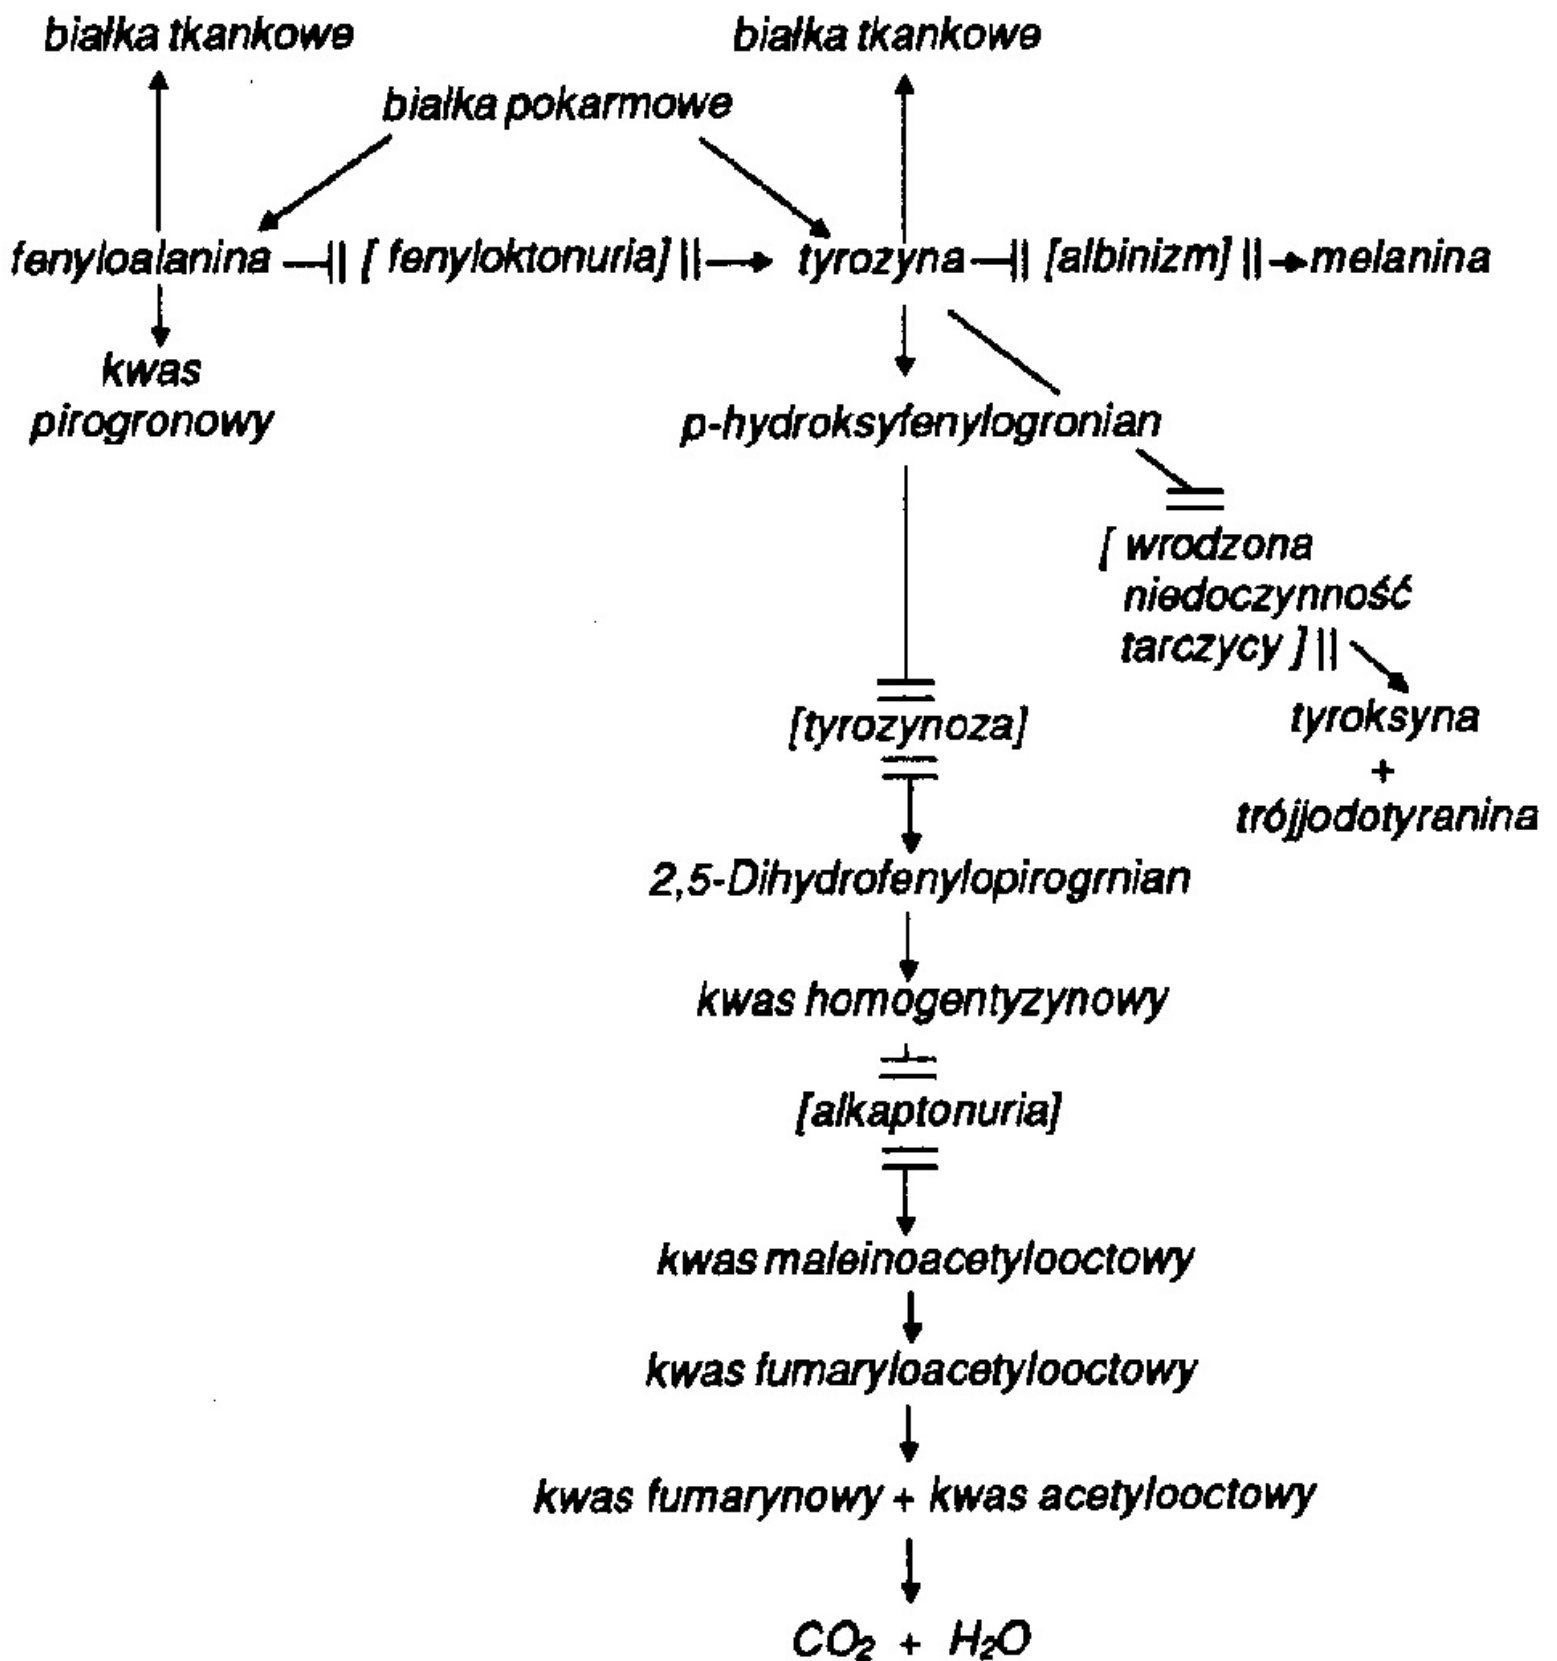 białka tkankowe
białka tkankowe
białka pokarmowe
fenyloalanina [ fenyloktonuria] tyrozyna [albinizm] melanina
kwas
pirogronowy
p-hydroksyfenylogronian
[ wrodzona
niedoczynność
tarczycy ]
[tyrozynoza]
tyroksyna
+
trójjodotyranina
2,5-Dihydrofenylopirogrnian
kwas homogentyzynowy
[alkaptonuria]
kwas maleinoacetylooctowy
kwas fumaryloacetylooctowy
kwas fumarynowy + kwas acetylooctowy
CO₂ + H₂O